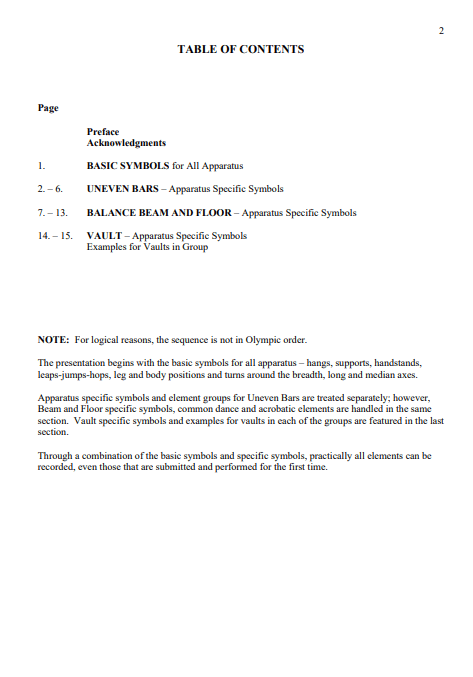 2
TABLE OF CONTENTS
Page
Preface
Acknowledgments
1. BASIC SYMBOLS for All Apparatus
2. – 6. UNEVEN BARS – Apparatus Specific Symbols
7. – 13. BALANCE BEAM AND FLOOR – Apparatus Specific Symbols
14. – 15. VAULT – Apparatus Specific Symbols
Examples for Vaults in Group
NOTE: For logical reasons, the sequence is not in Olympic order.
The presentation begins with the basic symbols for all apparatus – hangs, supports, handstands,
leaps-jumps-hops, leg and body positions and turns around the breadth, long and median axes.
Apparatus specific symbols and element groups for Uneven Bars are treated separately; however,
Beam and Floor specific symbols, common dance and acrobatic elements are handled in the same
section. Vault specific symbols and examples for vaults in each of the groups are featured in the last
section.
Through a combination of the basic symbols and specific symbols, practically all elements can be
recorded, even those that are submitted and performed for the first time.